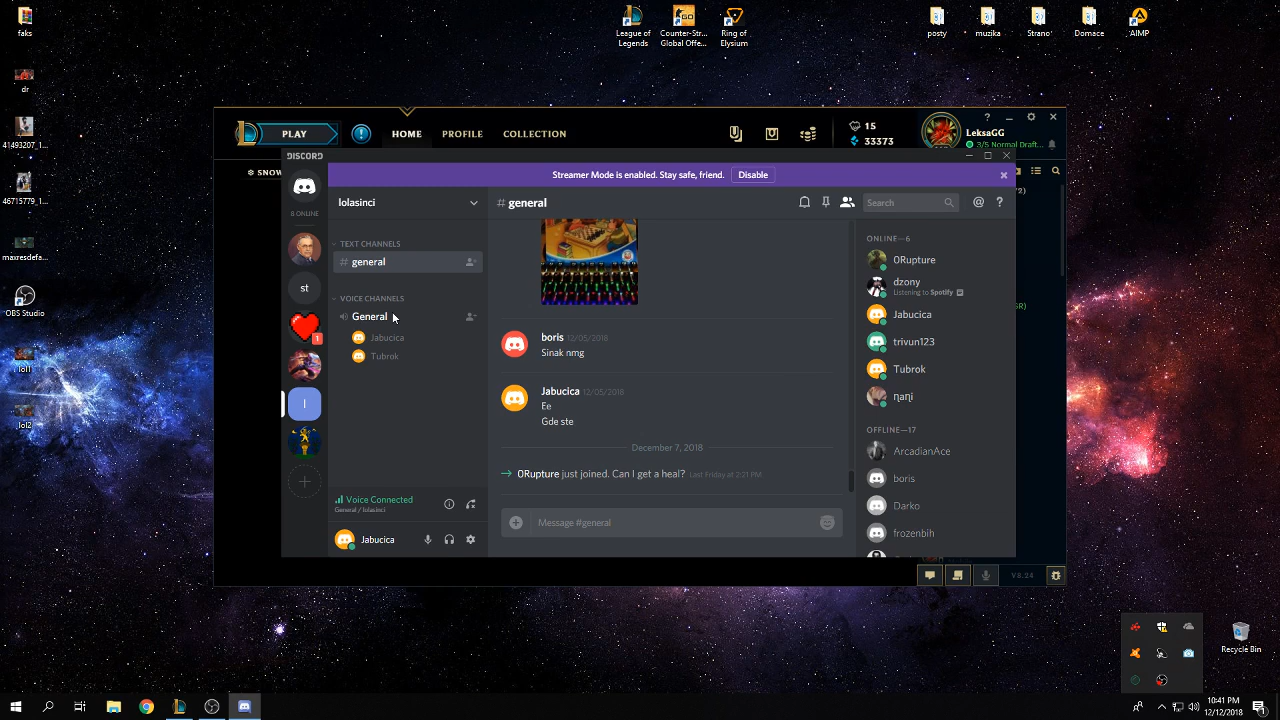 faks
dr
41493207_1...
46715779_1...
maxresdefa...
OBS Studio
lol1
lol2
League of
Legends
Counter-Str...
Global Offe...
Ring of
Elysium
posty
muzika
Strano
Domace
AIMP
PLAY
HOME
PROFILE
COLLECTION
15
33373
LeksaGG
3/5 Normal Draft...
?
SNOW
DISCORD
Streamer Mode is enabled. Stay safe, friend.
Disable
8 ONLINE
st
1
l
lolasinci
TEXT CHANNELS
# general
VOICE CHANNELS
General
Jabucica
Tubrok
Voice Connected
General / lolasinci
Jabucica
# general
Search
@
?
boris 12/05/2018
Sinak nmg
Jabucica 12/05/2018
Ee
Gde ste
December 7, 2018
0Rupture just joined. Can I get a heal? Last Friday at 2:21 PM
Message #general
ONLINE—6
0Rupture
dzony
Listening to Spotify
Jabucica
trivun123
Tubrok
ɳąɳį
OFFLINE—17
ArcadianAce
boris
Darko
frozenbih
V8.24
Recycle Bin
10:41 PM
12/12/2018